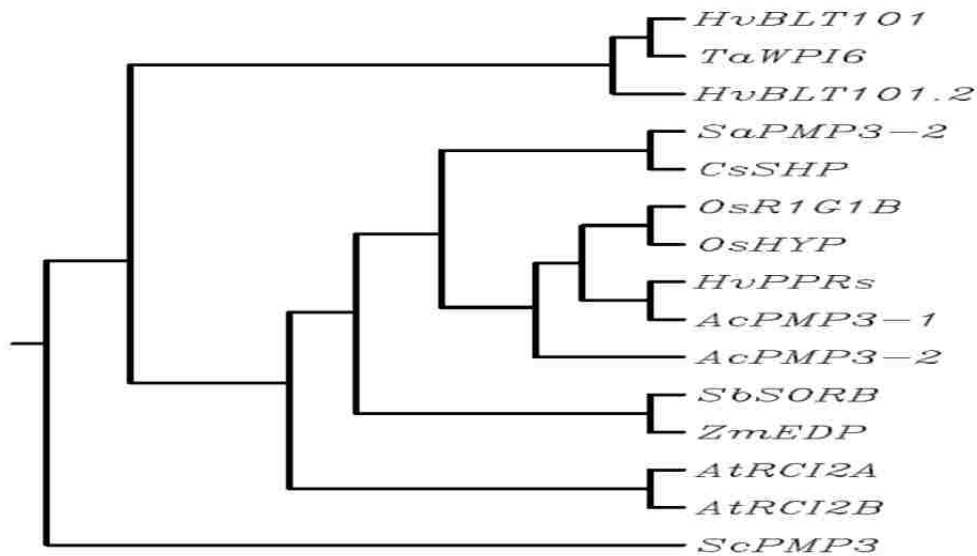 HvBLT101
TaWPI6
HvBLT101.2
SaPMP3-2
CsSHP
OsR1G1B
OsHYP
HvPPRs
AcPMP3-1
AcPMP3-2
SbSORB
ZmEDP
AtRCI2A
AtRCI2B
ScPMP3